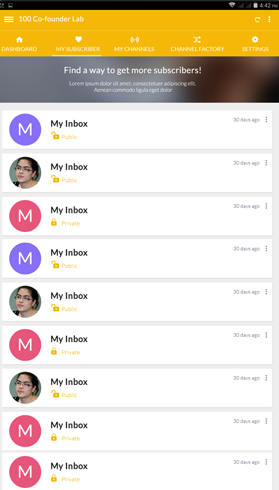 4:42
100 Co-founder Lab
DASHBOARD MY SUBSCRIBER MY CHANNELS CHANNEL FACTORY SETTINGS
Find a way to get more subscribers!
Lorem ipsum dolor sit amet, consectetuer adipiscing elit.
Aenean commodo ligula eget dolor
M My Inbox 30 days ago
Public
My Inbox 30 days ago
Public
M My Inbox 30 days ago
Private
M My Inbox 30 days ago
Public
My Inbox 30 days ago
Public
M My Inbox 30 days ago
Private
My Inbox 30 days ago
Public
M My Inbox 30 days ago
Private
M My Inbox 30 days ago
Private